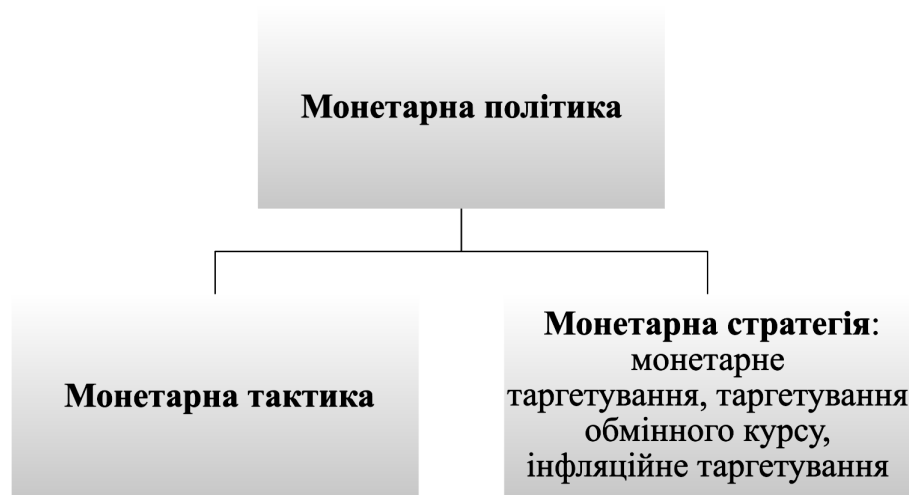 Монетарна політика
Монетарна тактика
Монетарна стратегія:
монетарне
таргетування, таргетування
обмінного курсу,
інфляційне таргетування